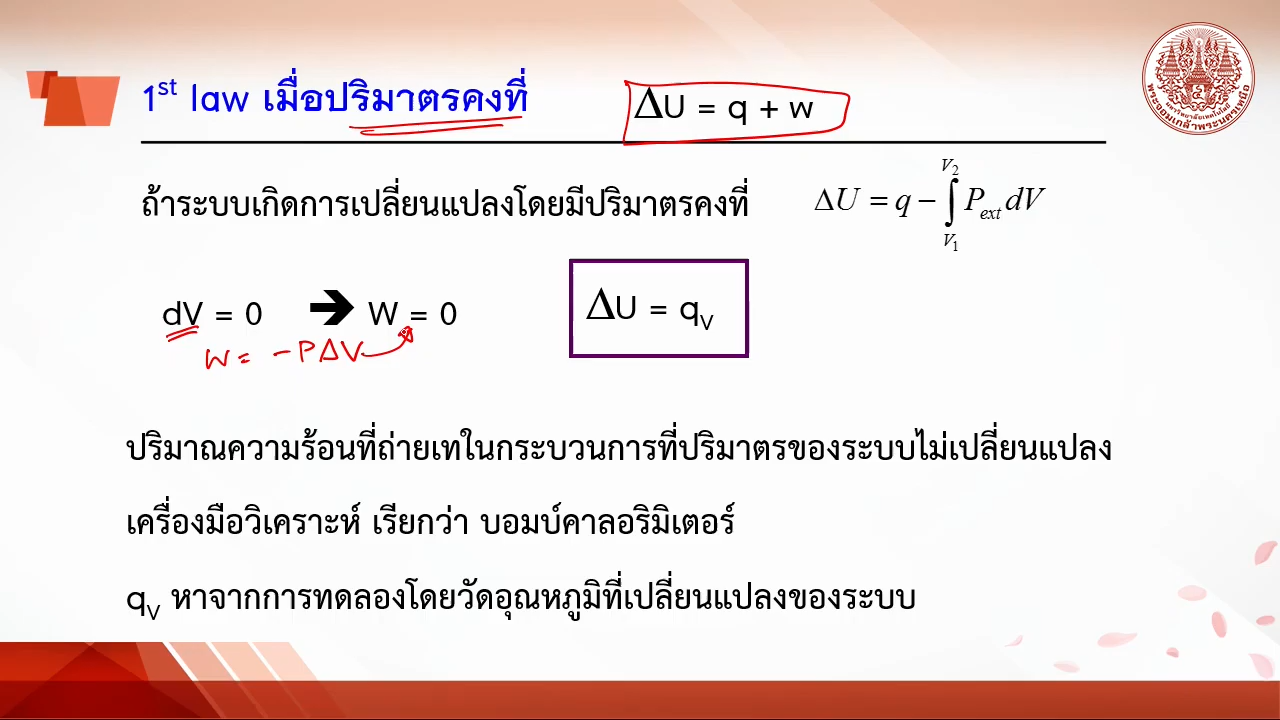 1st law เมื่อปริมาตรคงที่
ΔU = q + w
ถ้าระบบเกิดการเปลี่ยนแปลงโดยมีปริมาตรคงที่
ΔU = q − ∫V1V2 Pext dV
dV = 0 ➔ W = 0
ΔU = qV
W = − PΔV
ปริมาณความร้อนที่ถ่ายเทในกระบวนการที่ปริมาตรของระบบไม่เปลี่ยนแปลง
เครื่องมือวิเคราะห์ เรียกว่า บอมบ์คาลอริมิเตอร์
qV หาจากการทดลองโดยวัดอุณหภูมิที่เปลี่ยนแปลงของระบบ